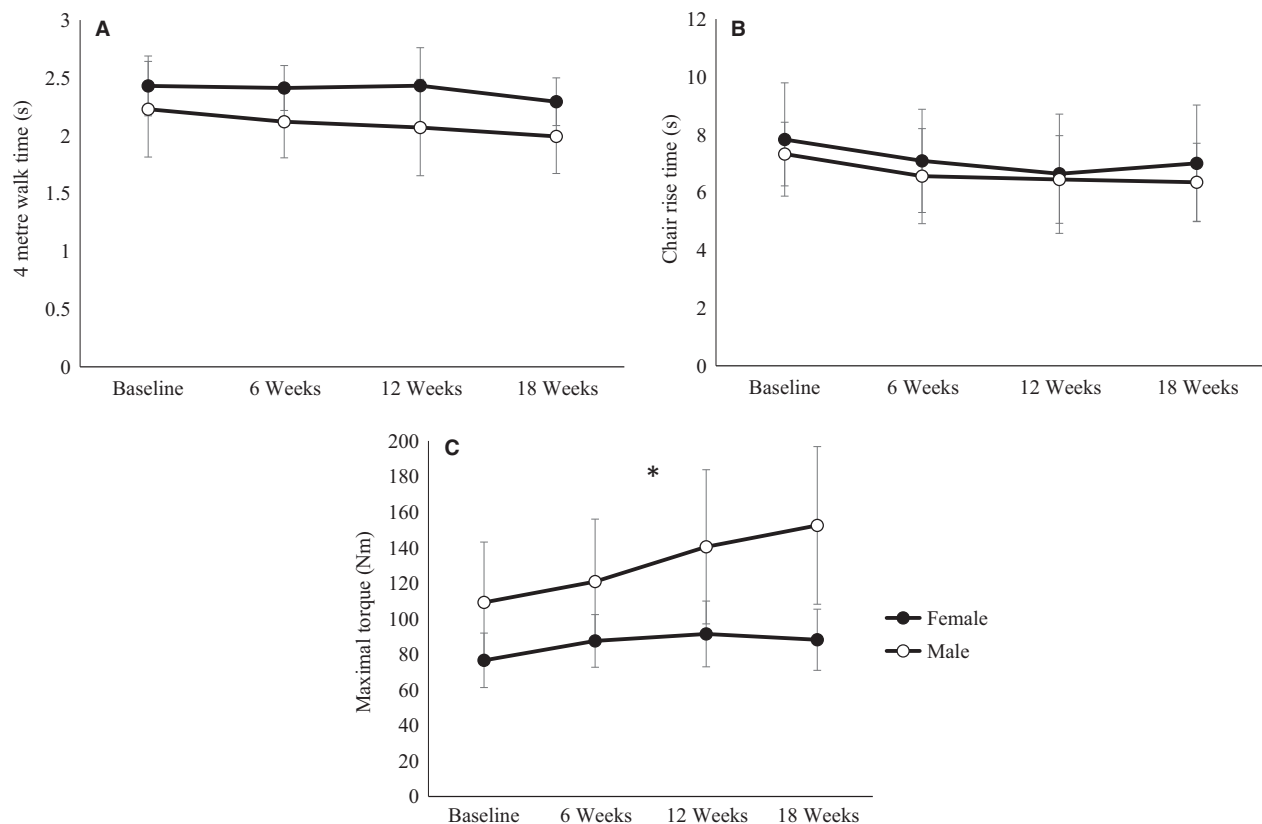 A
4 metre walk time (s)
3
2.5
2
1.5
1
0.5
0
Baseline 6 Weeks 12 Weeks 18 Weeks
B
Chair rise time (s)
12
10
8
6
4
2
0
Baseline 6 Weeks 12 Weeks 18 Weeks
C
Maximal torque (Nm)
200
180
160
140
120
100
80
60
40
20
0
*
Baseline 6 Weeks 12 Weeks 18 Weeks
Female
Male